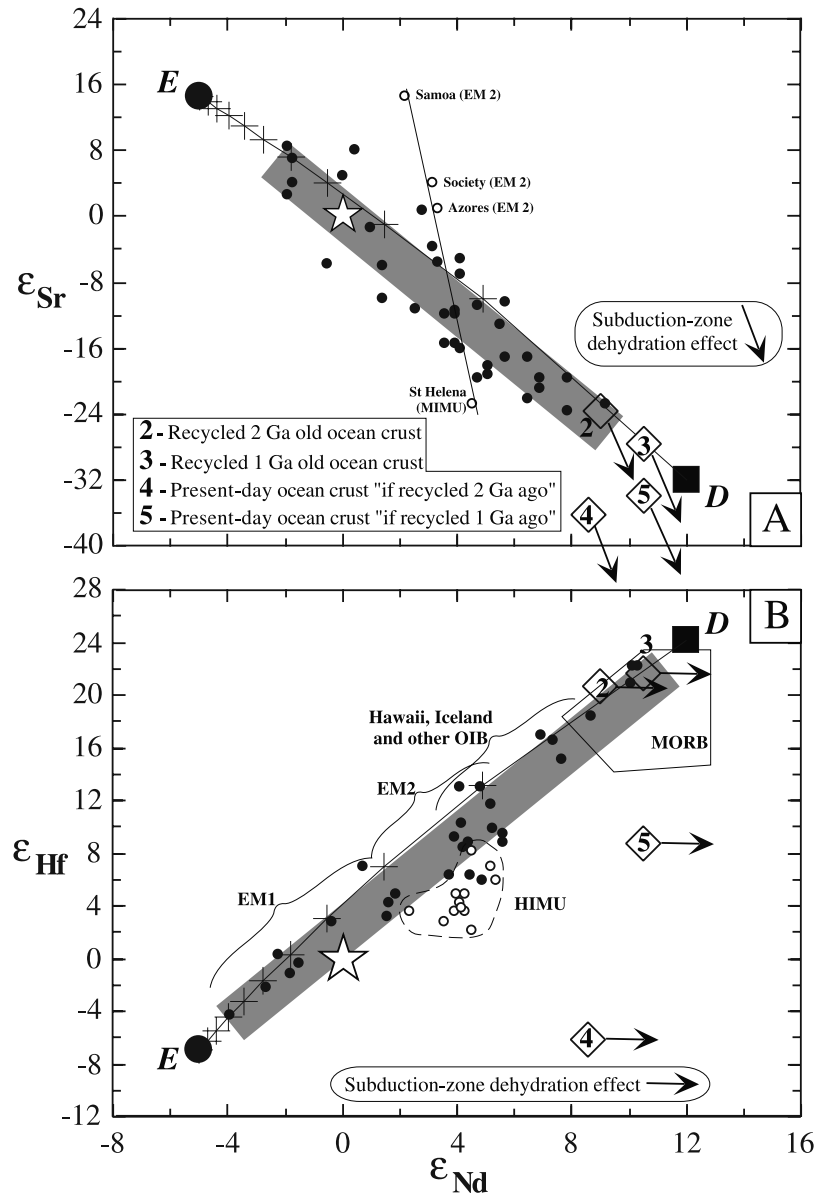 24
16
8
0
-8
-16
-24
-32
-40
εSr
E
Samoa (EM 2)
Society (EM 2)
Azores (EM 2)
Subduction-zone
dehydration effect
St Helena
(MIMU)
2 - Recycled 2 Ga old ocean crust
3 - Recycled 1 Ga old ocean crust
4 - Present-day ocean crust "if recycled 2 Ga ago"
5 - Present-day ocean crust "if recycled 1 Ga ago"
2
3
5
4
D
A
28
24
20
16
12
8
4
0
-4
-8
-12
εHf
B
D
3
2
Hawaii, Iceland
and other OIB
MORB
EM2
5
EM1
HIMU
4
E
Subduction-zone dehydration effect
-8
-4
0
4
8
12
16
εNd